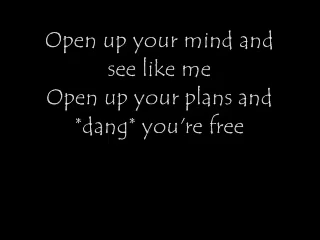 Open up your mind and
see like me
Open up your plans and
*dang* you're free